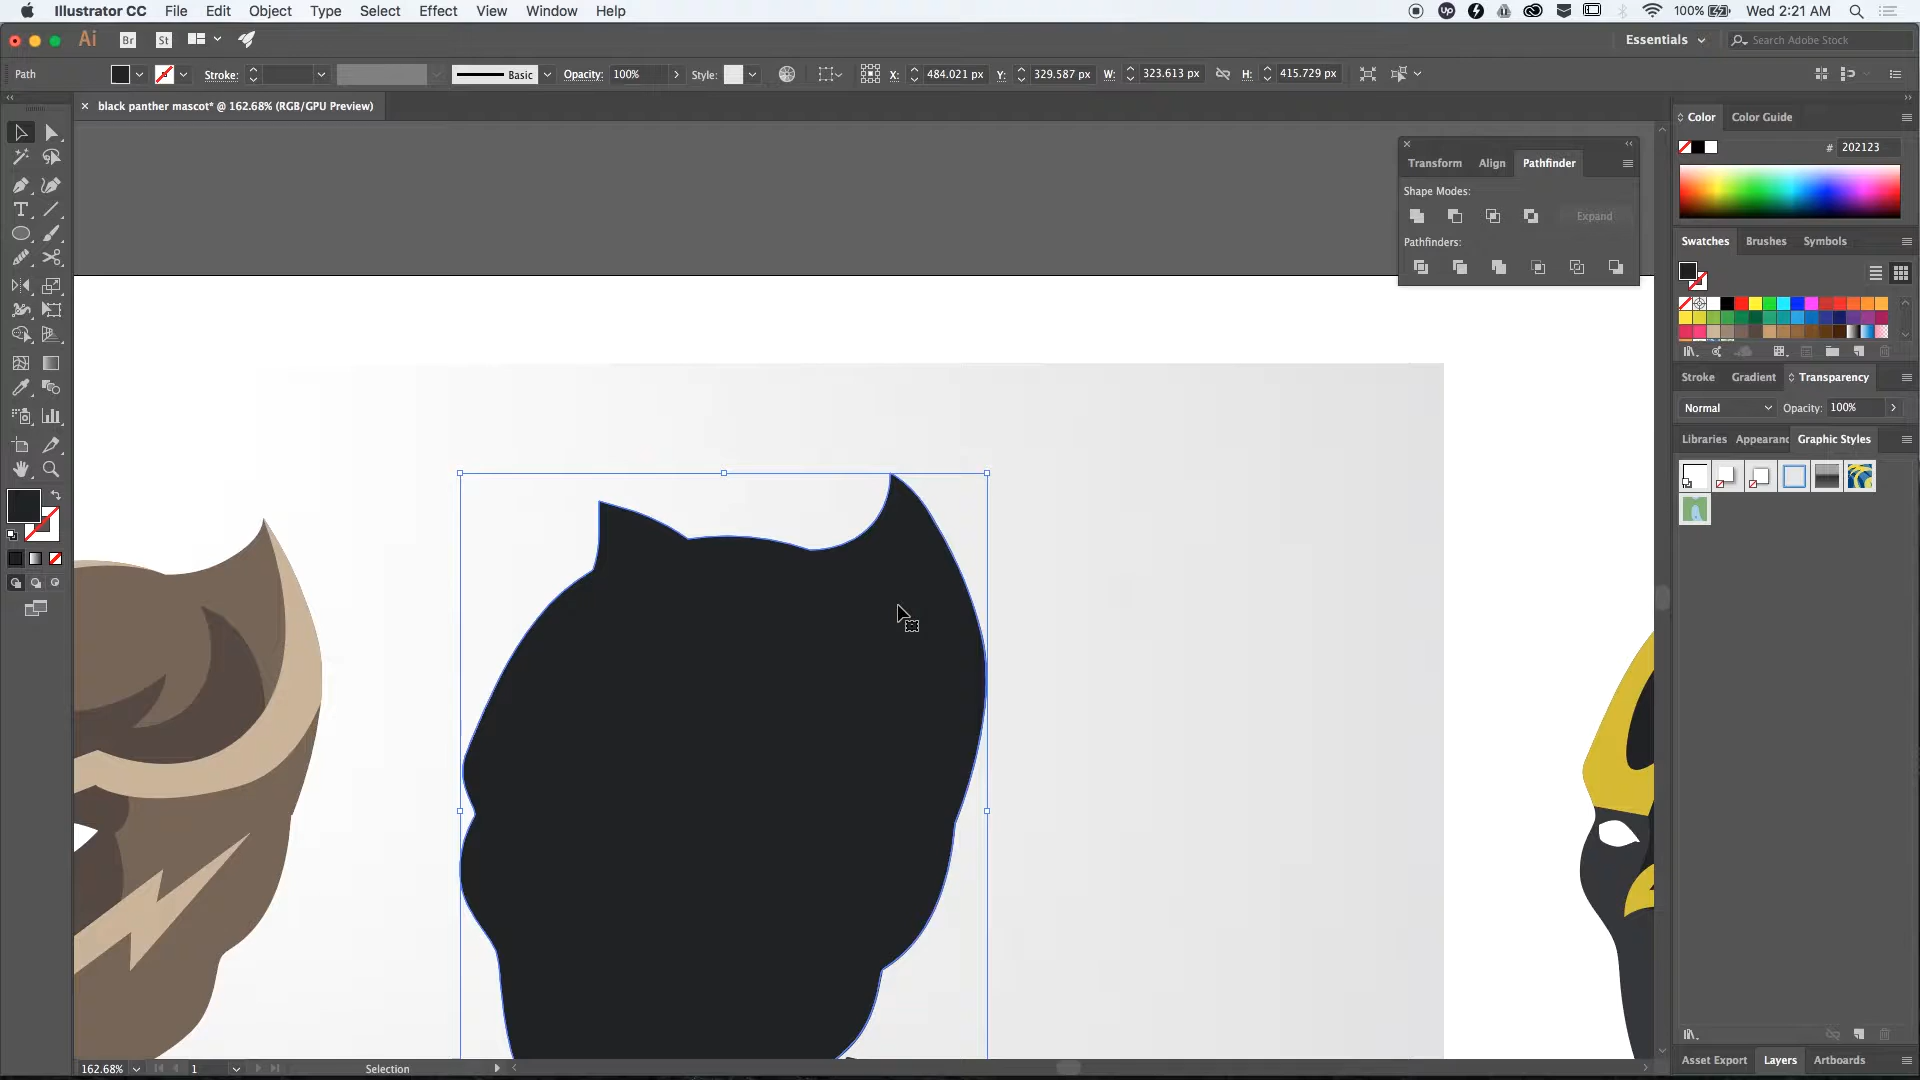 Illustrator CC File Edit Object Type Select Effect View Window Help 100% Wed 2:21 AM
Ai Br St Essentials Search Adobe Stock
Path Stroke: Basic Opacity: 100% Style: X: 484.021 px Y: 329.587 px W: 323.613 px H: 415.729 px
× black panther mascot* @ 162.68% (RGB/GPU Preview)
Transform Align Pathfinder
Shape Modes:
Expand
Pathfinders:
Color Color Guide
# 202123
Swatches Brushes Symbols
Stroke Gradient Transparency
Normal Opacity: 100%
Libraries Appearanc Graphic Styles
162.68% 1 Selection
Asset Export Layers Artboards